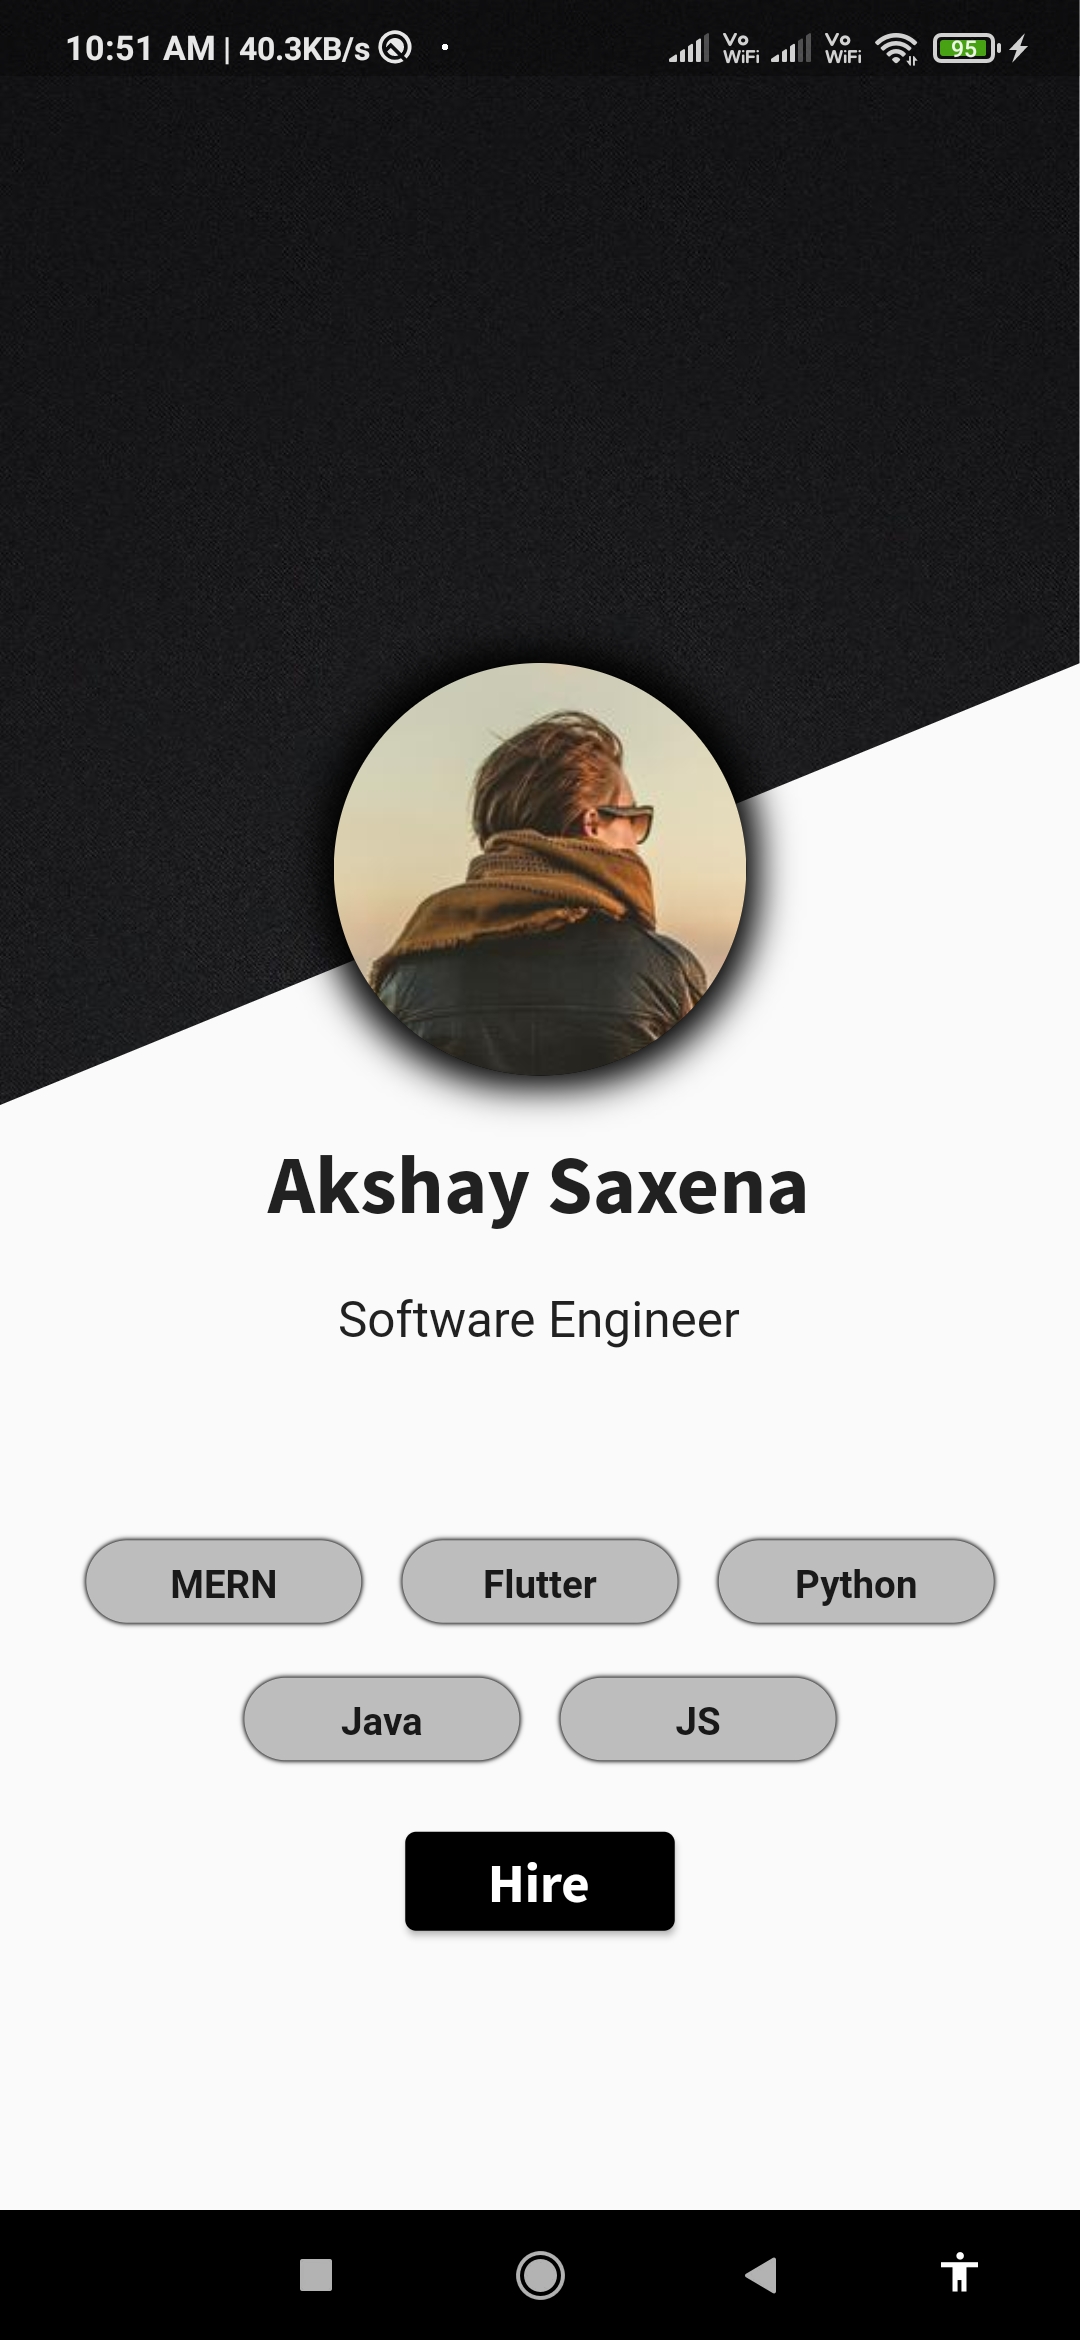 10:51 AM | 40.3KB/s Vo WiFi Vo WiFi 95
Akshay Saxena
Software Engineer
MERN Flutter Python
Java JS
Hire